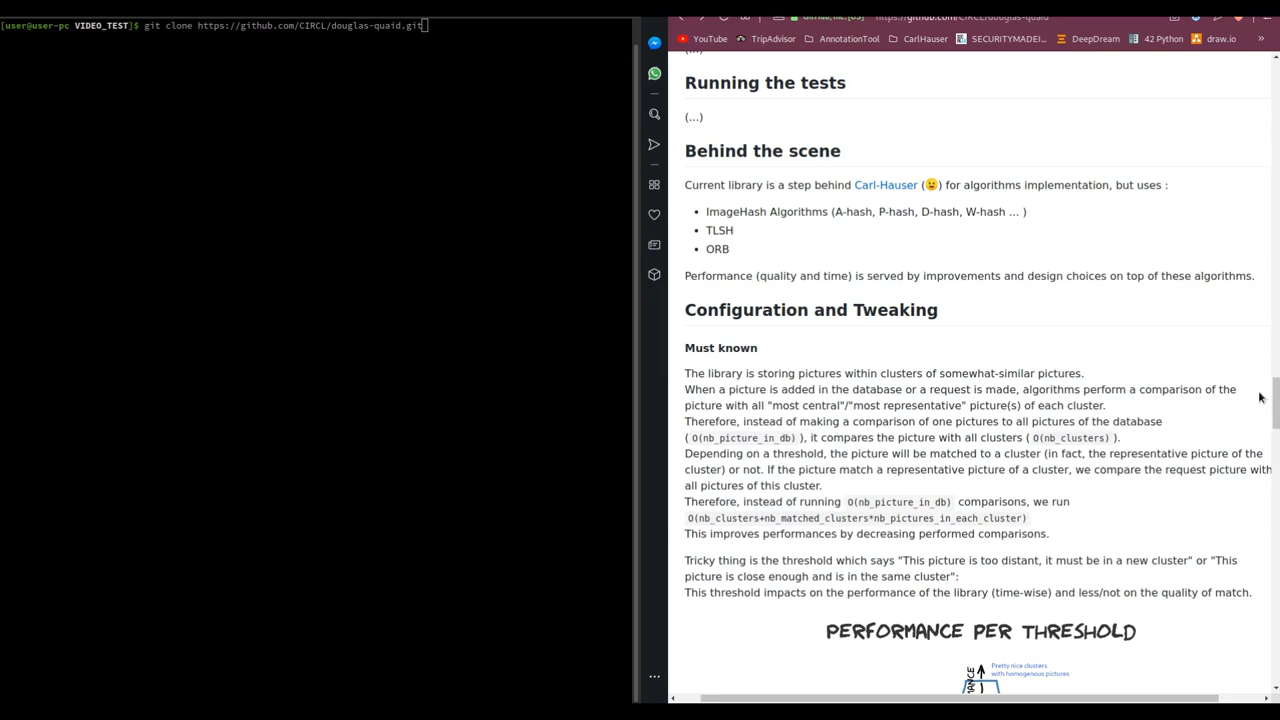 [user@user-pc VIDEO_TEST]$ git clone https://github.com/CIRCL/douglas-quaid.git
https://github.com/CIRCL/douglas-quaid
YouTube TripAdvisor AnnotationTool CarlHauser SECURITYMADEI... DeepDream 42 Python draw.io »
(...)
Running the tests
(...)
Behind the scene
Current library is a step behind Carl-Hauser (😉) for algorithms implementation, but uses :
• ImageHash Algorithms (A-hash, P-hash, D-hash, W-hash ... )
• TLSH
• ORB
Performance (quality and time) is served by improvements and design choices on top of these algorithms.
Configuration and Tweaking
Must known
The library is storing pictures within clusters of somewhat-similar pictures.
When a picture is added in the database or a request is made, algorithms perform a comparison of the
picture with all "most central"/"most representative" picture(s) of each cluster.
Therefore, instead of making a comparison of one pictures to all pictures of the database
( O(nb_picture_in_db) ), it compares the picture with all clusters ( O(nb_clusters) ).
Depending on a threshold, the picture will be matched to a cluster (in fact, the representative picture of the
cluster) or not. If the picture match a representative picture of a cluster, we compare the request picture with
all pictures of this cluster.
Therefore, instead of running O(nb_picture_in_db) comparisons, we run
O(nb_clusters+nb_matched_clusters*nb_pictures_in_each_cluster)
This improves performances by decreasing performed comparisons.
Tricky thing is the threshold which says "This picture is too distant, it must be in a new cluster" or "This
picture is close enough and is in the same cluster":
This threshold impacts on the performance of the library (time-wise) and less/not on the quality of match.
PERFORMANCE PER THRESHOLD
Pretty nice clusters
with homogenous pictures